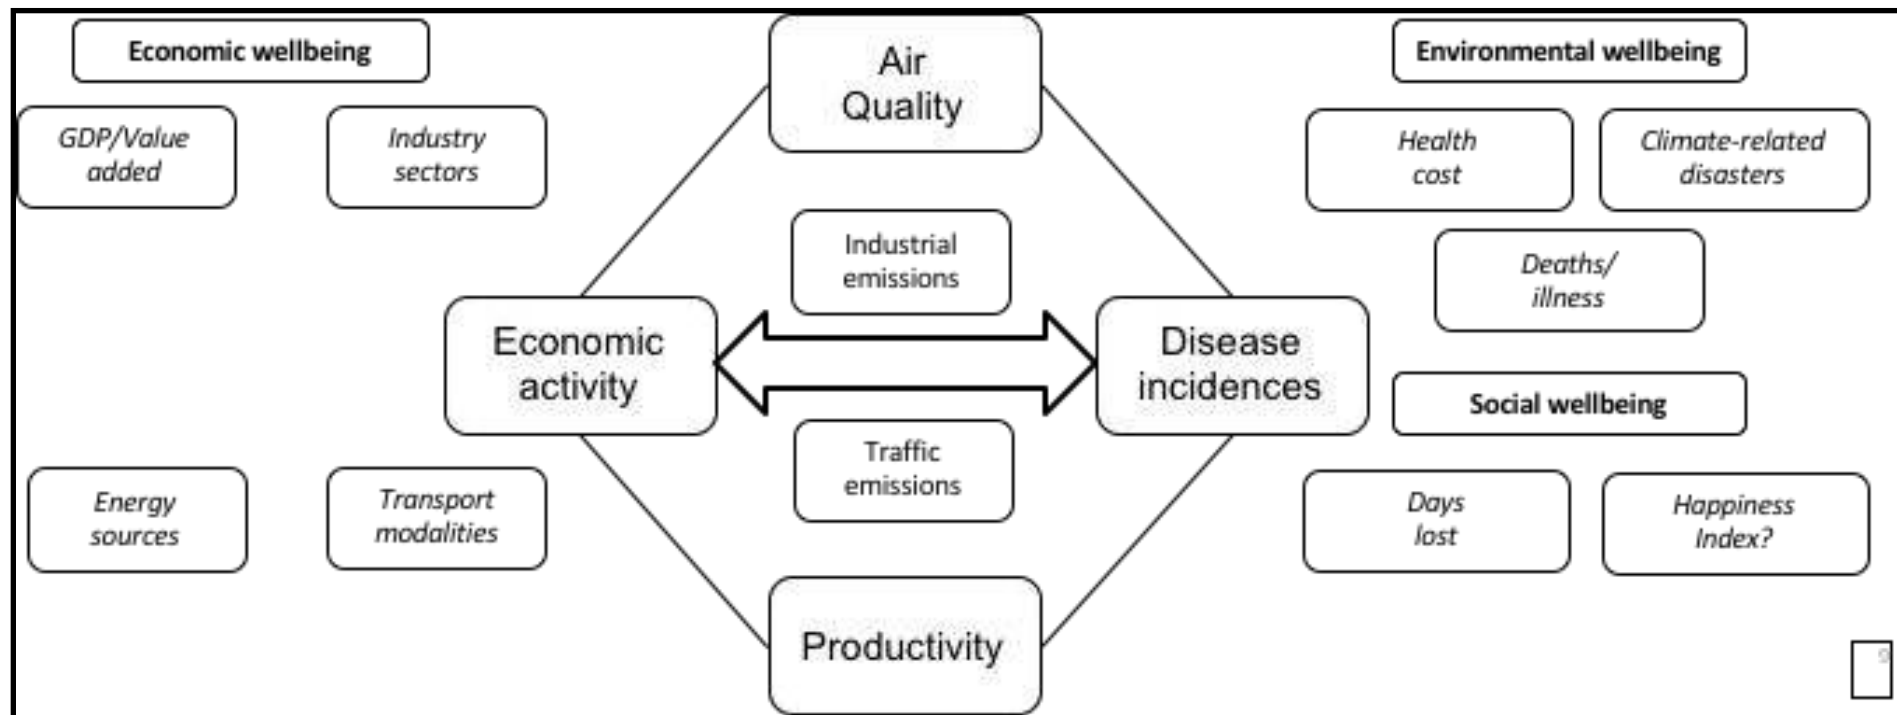 Economic wellbeing
GDP/Value
added
Industry
sectors
Energy
sources
Transport
modalities
Air
Quality
Industrial
emissions
Economic
activity
Disease
incidences
Traffic
emissions
Productivity
Environmental wellbeing
Health
cost
Climate-related
disasters
Deaths/
illness
Social wellbeing
Days
lost
Happiness
Index?
9